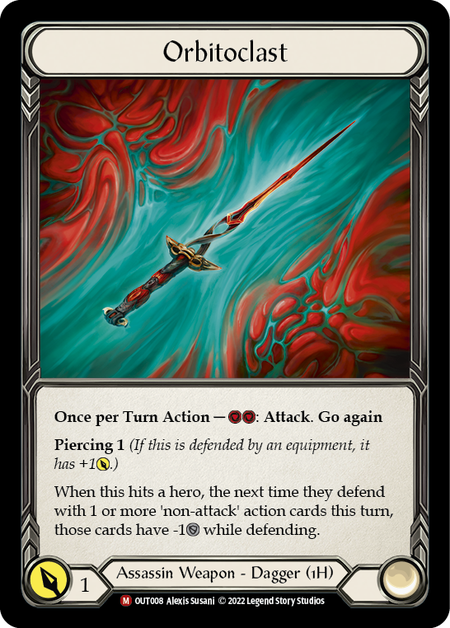 Orbitoclast
Once per Turn Action — : Attack. Go again
Piercing 1 (If this is defended by an equipment, it
has +1.)
When this hits a hero, the next time they defend
with 1 or more 'non-attack' action cards this turn,
those cards have -1 while defending.
1
Assassin Weapon - Dagger (1H)
M OUT008 Alexis Susani © 2022 Legend Story Studios